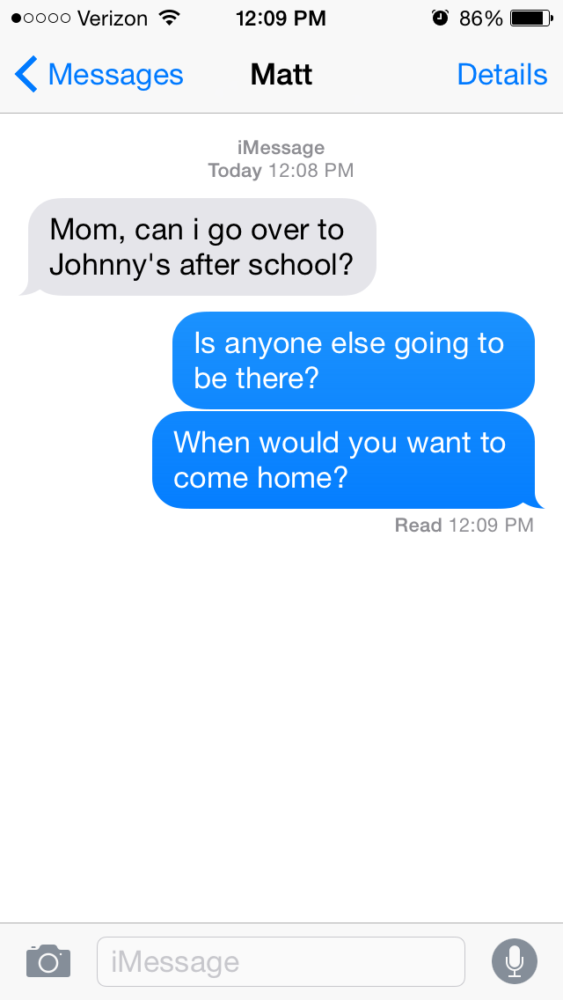 Verizon 12:09 PM 86%
Messages Matt Details
iMessage
Today 12:08 PM
Mom, can i go over to
Johnny's after school?
Is anyone else going to
be there?
When would you want to
come home?
Read 12:09 PM
iMessage